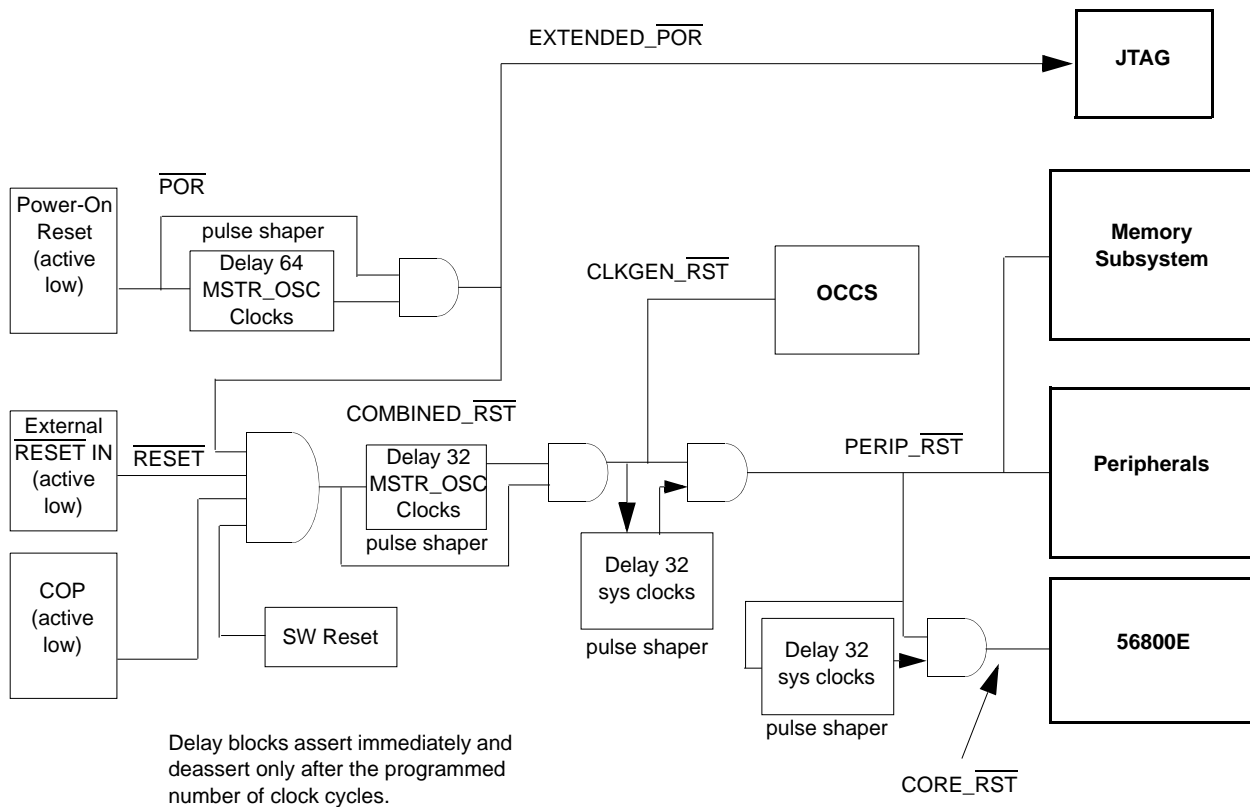 EXTENDED_POR
JTAG
POR
Power-On
Reset
(active
low)
pulse shaper
Delay 64
MSTR_OSC
Clocks
CLKGEN_RST
OCCS
Memory
Subsystem
External
RESET IN
(active
low)
RESET
COMBINED_RST
Delay 32
MSTR_OSC
Clocks
pulse shaper
PERIP_RST
Peripherals
COP
(active
low)
SW Reset
Delay 32
sys clocks
pulse shaper
Delay 32
sys clocks
pulse shaper
56800E
CORE_RST
Delay blocks assert immediately and
deassert only after the programmed
number of clock cycles.